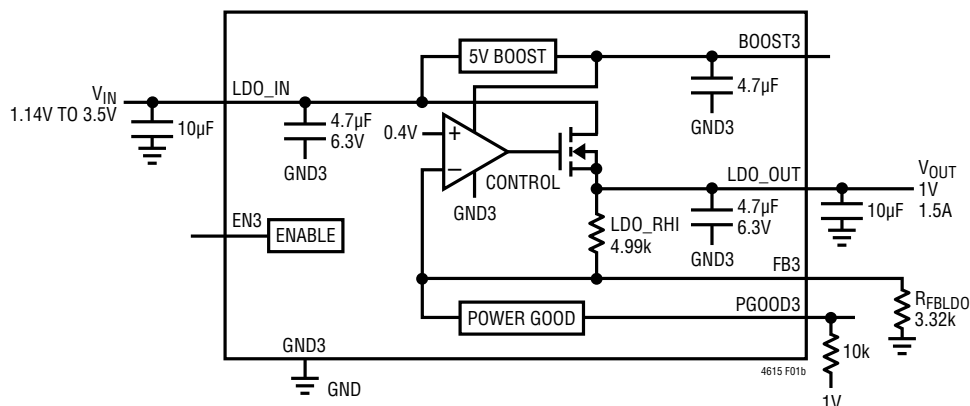 BOOST3
5V BOOST
4.7µF
GND3
V_IN
1.14V TO 3.5V
LDO_IN
10µF
4.7µF
6.3V
GND3
0.4V
+
–
CONTROL
GND3
LDO_OUT
V_OUT
1V
1.5A
4.7µF
6.3V
GND3
10µF
LDO_RHI
4.99k
EN3
ENABLE
FB3
R_FBLDO
3.32k
POWER GOOD
PGOOD3
10k
1V
GND3
GND
4615 F01b